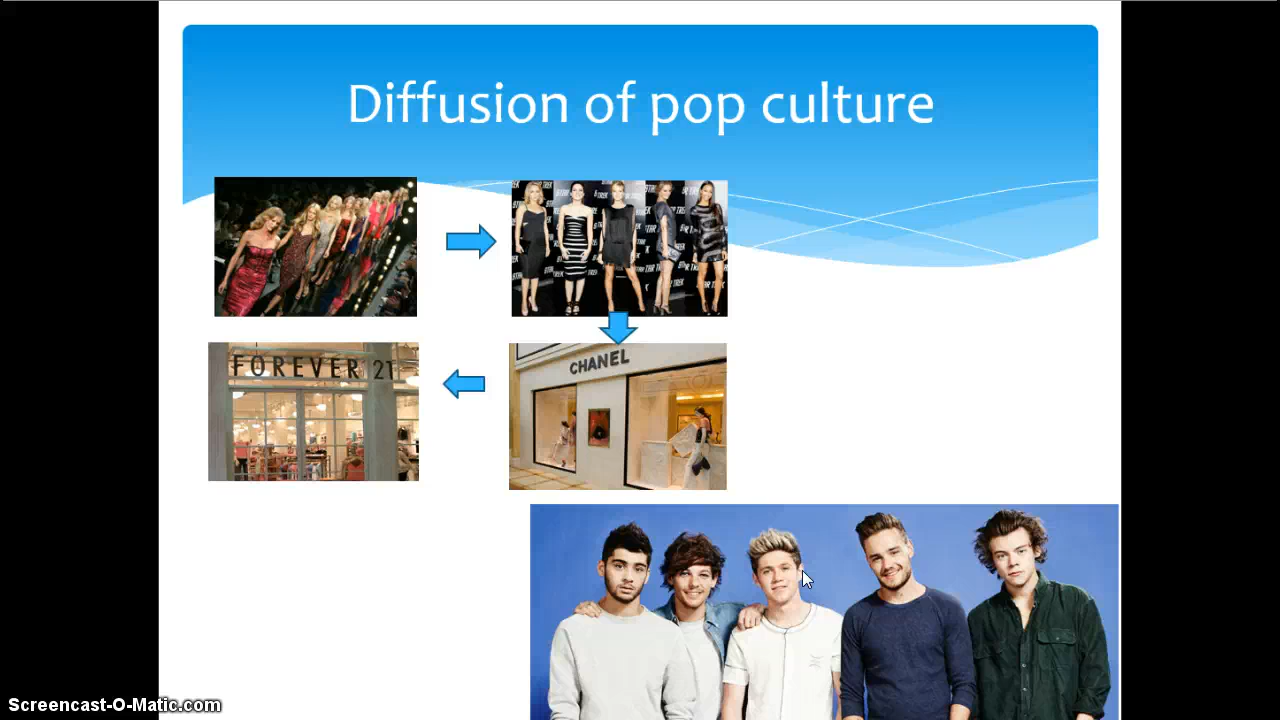 Diffusion of pop culture
STAR TREK
FOREVER 21
CHANEL
Screencast-O-Matic.com